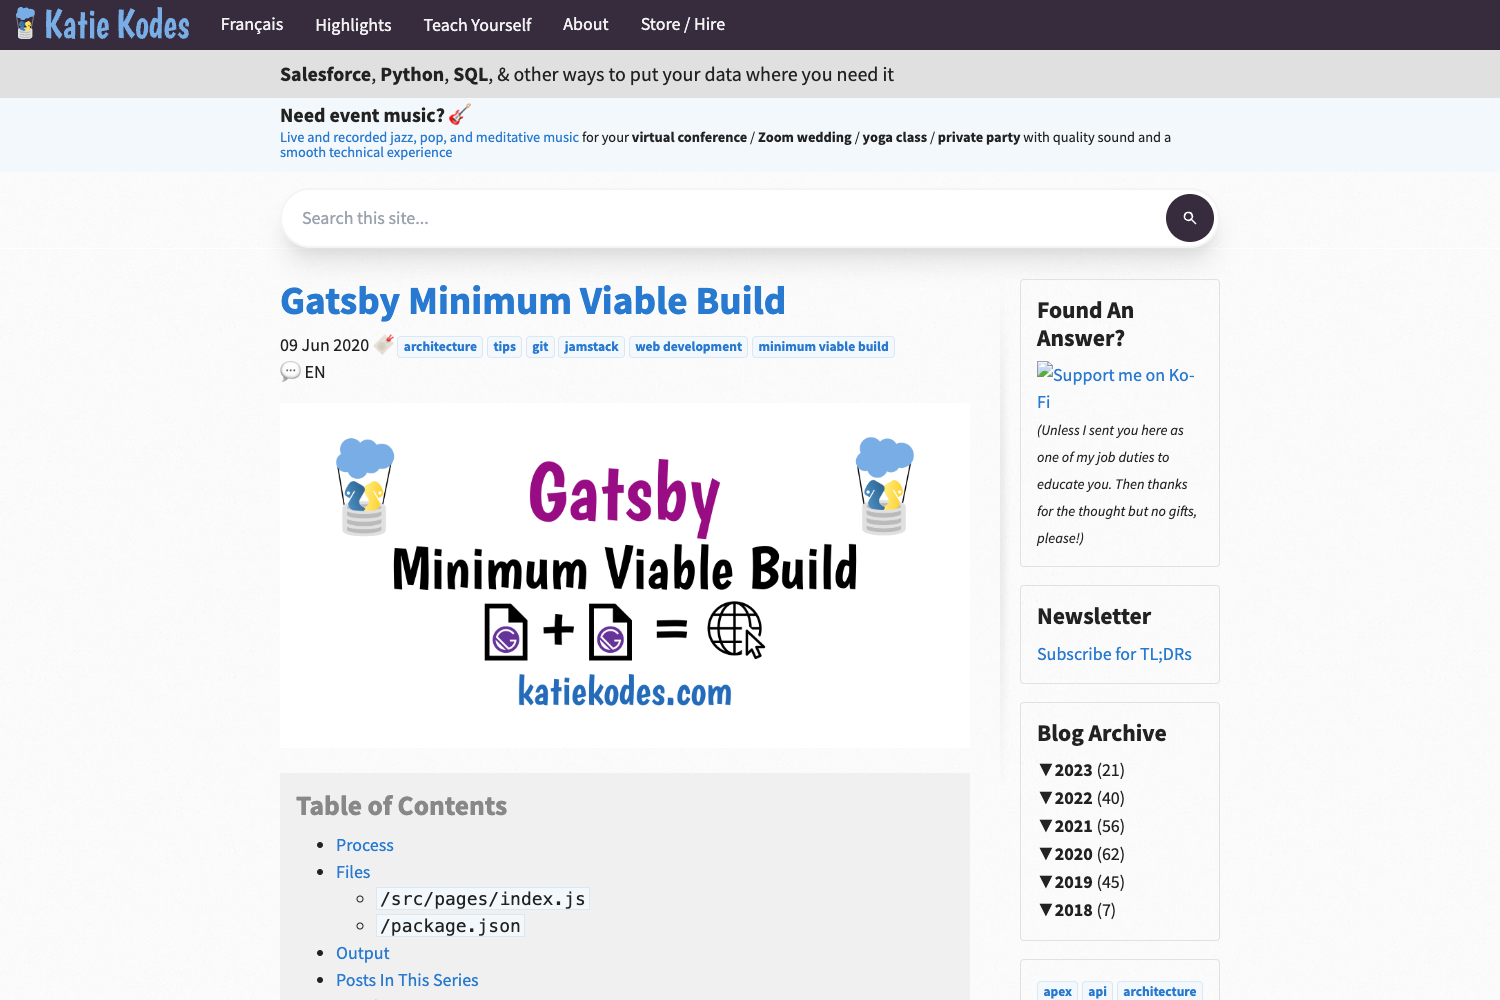 Katie Kodes
Français
Highlights
Teach Yourself
About
Store / Hire
Salesforce, Python, SQL, & other ways to put your data where you need it
Need event music? 🎸
Live and recorded jazz, pop, and meditative music for your virtual conference / Zoom wedding / yoga class / private party with quality sound and a
smooth technical experience
Search this site...
Gatsby Minimum Viable Build
09 Jun 2020 architecture tips git jamstack web development minimum viable build
💬 EN
Gatsby
Minimum Viable Build
+ =
katiekodes.com
Table of Contents
• Process
• Files
◦ /src/pages/index.js
◦ /package.json
• Output
• Posts In This Series
Found An
Answer?
Support me on Ko-
Fi
(Unless I sent you here as
one of my job duties to
educate you. Then thanks
for the thought but no gifts,
please!)
Newsletter
Subscribe for TL;DRs
Blog Archive
▼2023 (21)
▼2022 (40)
▼2021 (56)
▼2020 (62)
▼2019 (45)
▼2018 (7)
apex api architecture